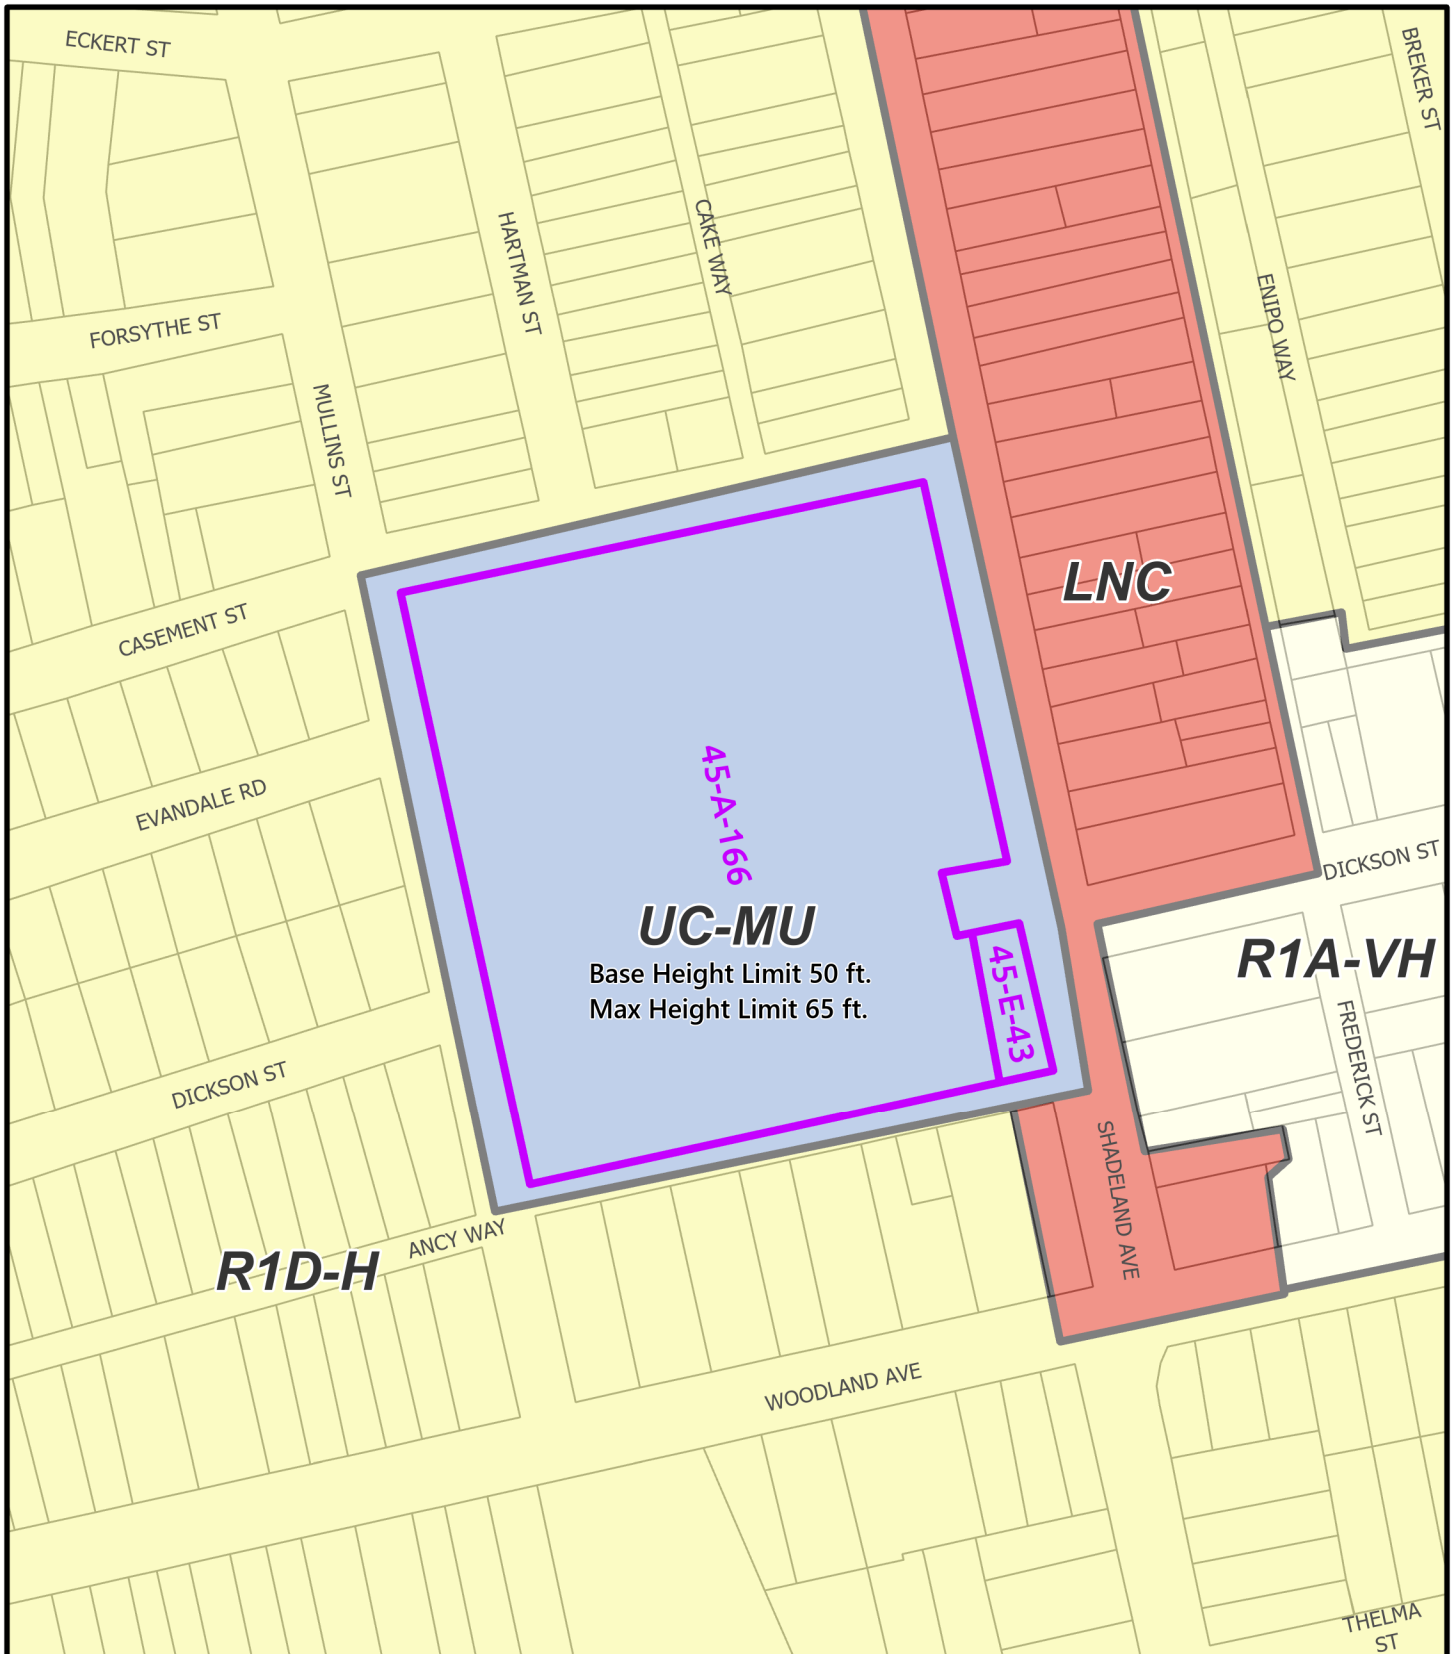 ECKERT ST
BREKER ST
HARTMAN ST
CAKE WAY
FORSYTHE ST
ENIPO WAY
MULLINS ST
CASEMENT ST
LNC
EVANDALE RD
45-A-166
DICKSON ST
UC-MU
R1A-VH
Base Height Limit 50 ft.
Max Height Limit 65 ft.
45-E-43
DICKSON ST
FREDERICK ST
SHADELAND AVE
ANCY WAY
R1D-H
WOODLAND AVE
THELMA
ST